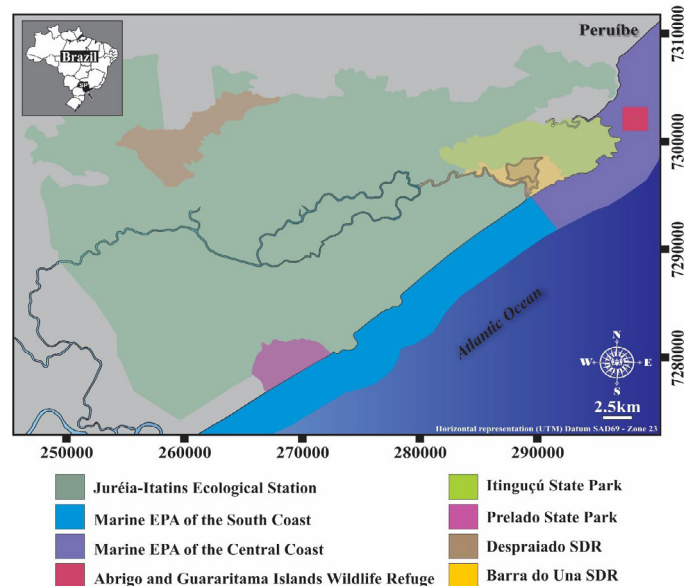 Peruíbe
Brazil
7310000
7300000
7290000
7280000
Atlantic Ocean
N
W E
S
2.5km
Horizontal representation (UTM) Datum SAD69 - Zone 23
250000 260000 270000 280000 290000
Juréia-Itatins Ecological Station
Marine EPA of the South Coast
Marine EPA of the Central Coast
Abrigo and Guararitama Islands Wildlife Refuge
Itinguçú State Park
Prelado State Park
Despraiado SDR
Barra do Una SDR